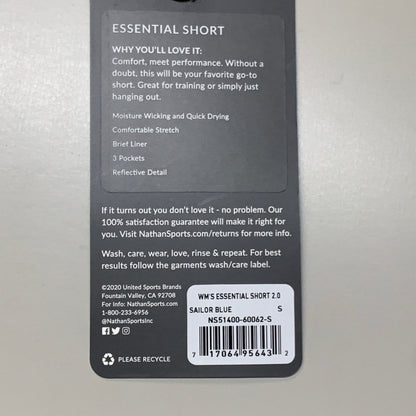 ESSENTIAL SHORT
WHY YOU'LL LOVE IT:
Comfort, meet performance. Without a
doubt, this will be your favorite go-to
short. Great for training or simply just
hanging out.
Moisture Wicking and Quick Drying
Comfortable Stretch
Brief Liner
3 Pockets
Reflective Detail
If it turns out you don't love it - no problem. Our
100% satisfaction guarantee will make it right for
you. Visit NathanSports.com/returns for more info.
Wash, care, wear, love, rinse & repeat. For best
results follow the garments wash/care label.
©2020 United Sports Brands
Fountain Valley, CA 92708
For Info: NathanSports.com
1-800-233-6956
@NathanSportsInc
PLEASE RECYCLE
WM'S ESSENTIAL SHORT 2.0
SAILOR BLUE S
NS51400-60062-S
7 17064 95643 2